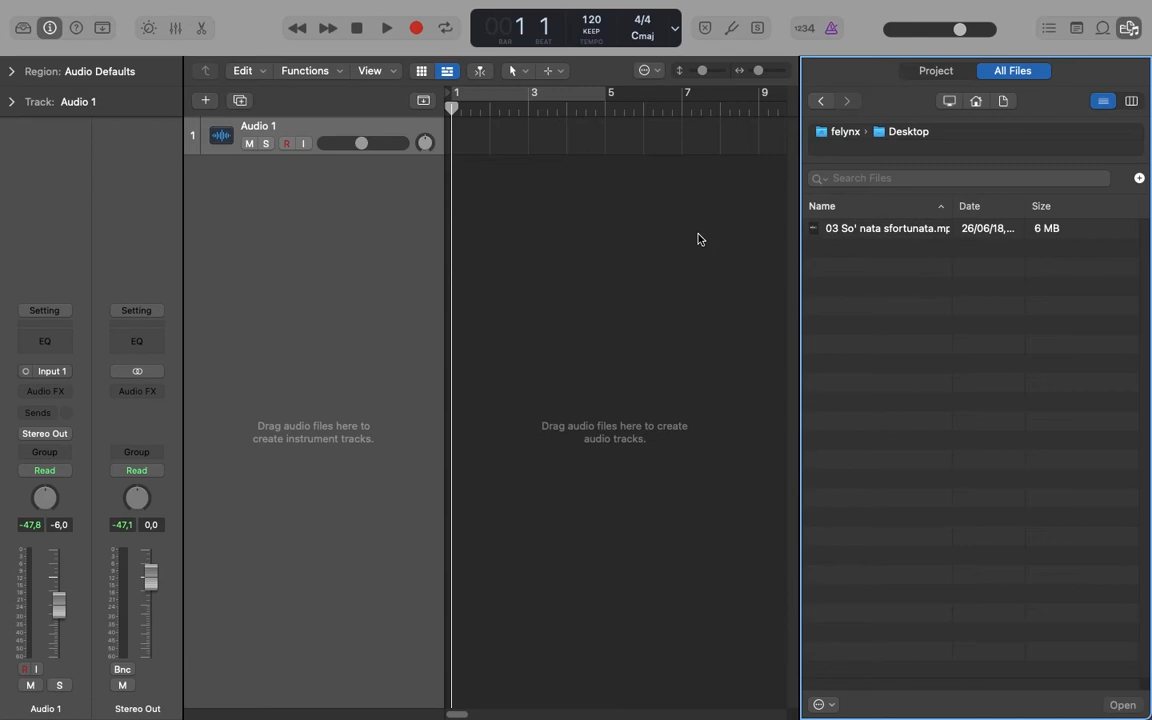 1 1
BAR BEAT
120
KEEP
TEMPO
4/4
Cmaj
1234
Region: Audio Defaults
Track: Audio 1
Edit
Functions
View
Project
All Files
felynx
Desktop
Search Files
Name
Date
Size
03 So' nata sfortunata.mp
26/06/18,...
6 MB
1 3 5 7 9
1
Audio 1
M S R I
Drag audio files here to
create instrument tracks.
Drag audio files here to create
audio tracks.
Setting
Setting
EQ
EQ
Input 1
Audio FX
Audio FX
Sends
Stereo Out
Group
Group
Read
Read
-47,8 -6,0
-47,1 0,0
R I
Bnc
M S
M
Audio 1
Stereo Out
Open